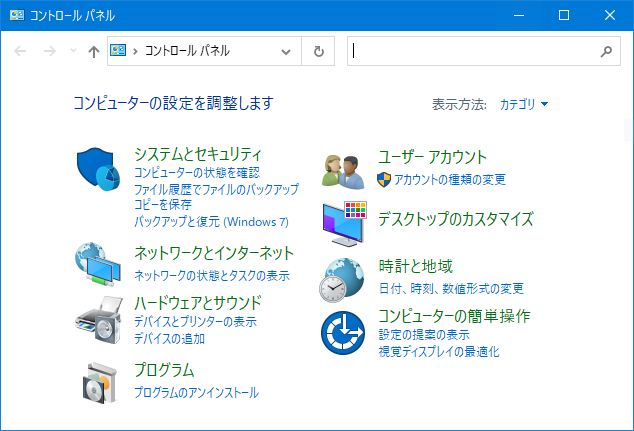 コントロール パネル
コントロール パネル
コンピューターの設定を調整します
表示方法: カテゴリ
システムとセキュリティ
コンピューターの状態を確認
ファイル履歴でファイルのバックアップ
コピーを保存
バックアップと復元 (Windows 7)
ネットワークとインターネット
ネットワークの状態とタスクの表示
ハードウェアとサウンド
デバイスとプリンターの表示
デバイスの追加
プログラム
プログラムのアンインストール
ユーザー アカウント
アカウントの種類の変更
デスクトップのカスタマイズ
時計と地域
日付、時刻、数値形式の変更
コンピューターの簡単操作
設定の提案の表示
視覚ディスプレイの最適化